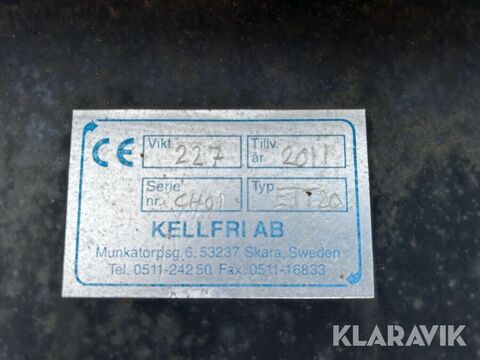 CE Vikt 227 Tillv. år 2011
Serie nr. CH01 Typ
KELLFRI AB
Munkatorpsg. 6, 53237 Skara, Sweden
Tel. 0511-242 50 Fax. 0511-16833
KLARAVIK